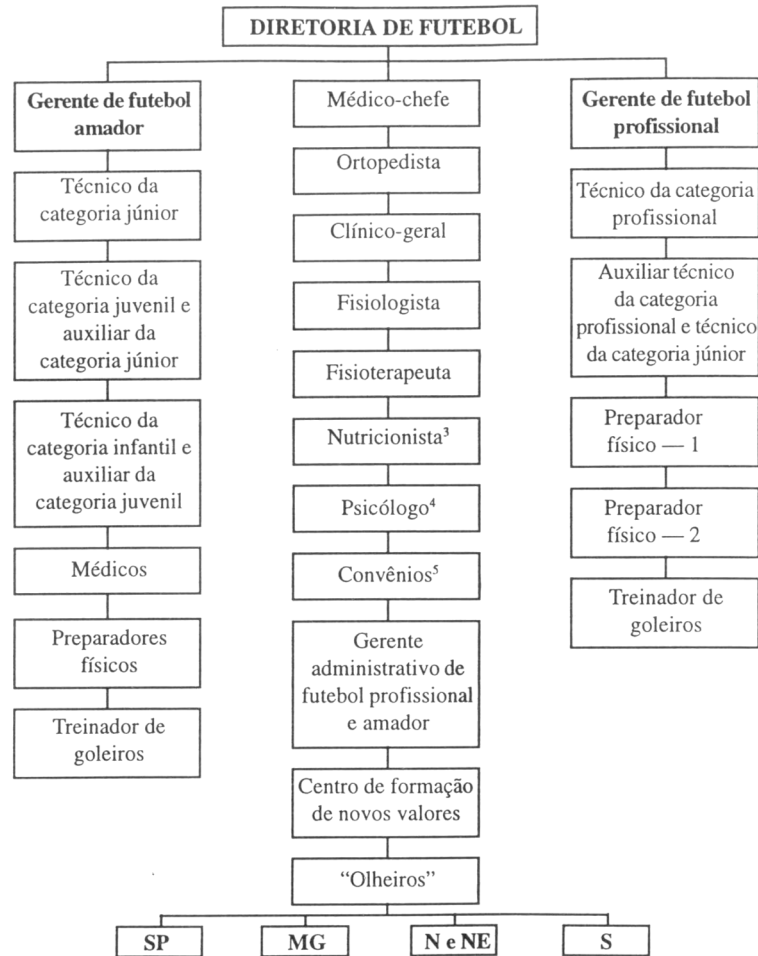 DIRETORIA DE FUTEBOL
Gerente de futebol
amador
Técnico da
categoria júnior
Técnico da
categoria juvenil e
auxiliar da
categoria júnior
Técnico da
categoria infantil e
auxiliar da
categoria juvenil
Médicos
Preparadores
físicos
Treinador de
goleiros
Médico-chefe
Ortopedista
Clínico-geral
Fisiologista
Fisioterapeuta
Nutricionista³
Psicólogo⁴
Convênios⁵
Gerente
administrativo de
futebol profissional
e amador
Centro de formação
de novos valores
“Olheiros”
Gerente de futebol
profissional
Técnico da categoria
profissional
Auxiliar técnico
da categoria
profissional e técnico
da categoria júnior
Preparador
físico — 1
Preparador
físico — 2
Treinador de
goleiros
SP
MG
N e NE
S